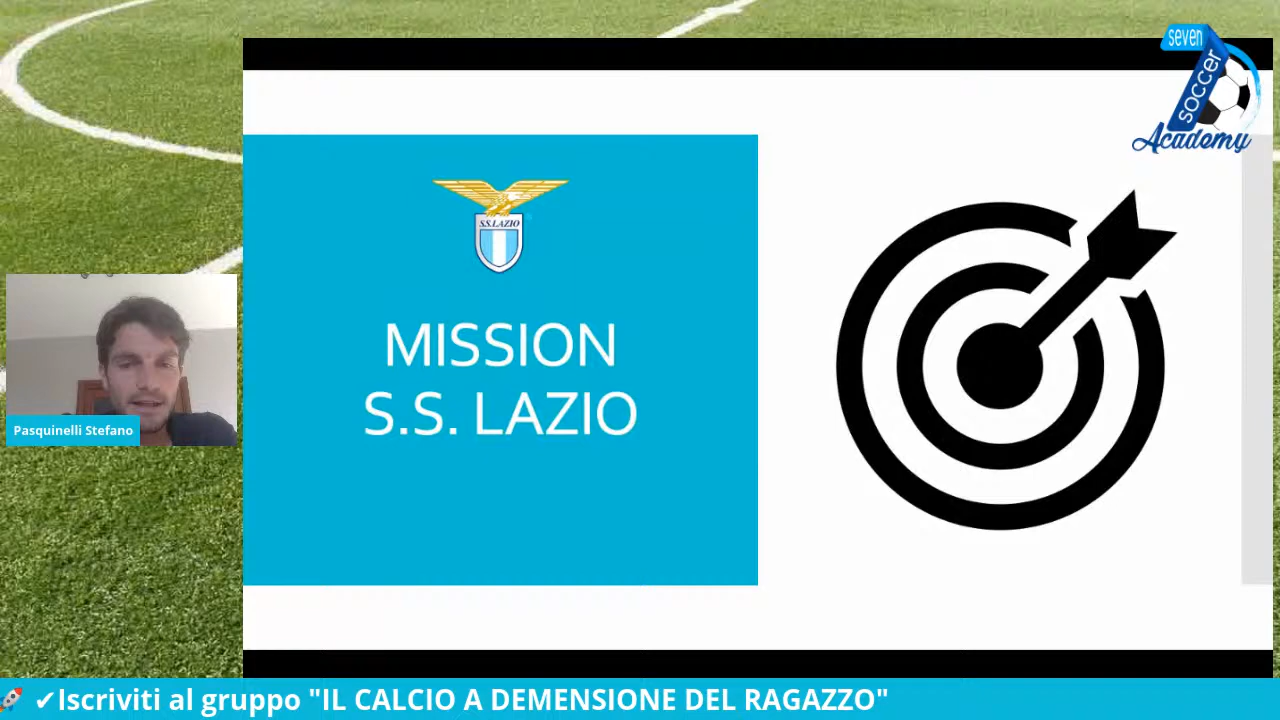 seven
SOCCER
Academy
S.S.LAZIO
MISSION
S.S. LAZIO
Pasquinelli Stefano
🚀 ✔Iscriviti al gruppo "IL CALCIO A DEMENSIONE DEL RAGAZZO"